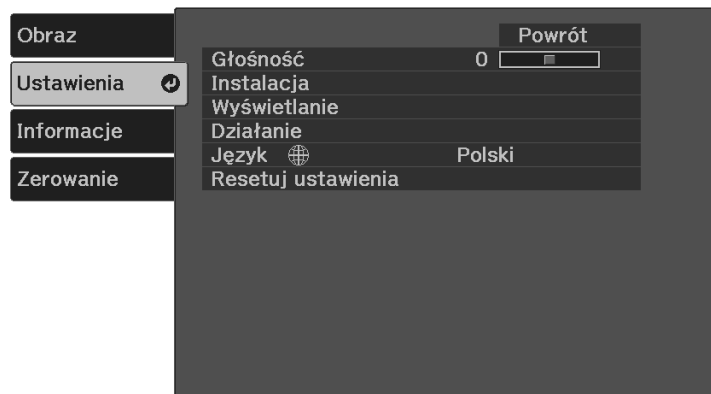 Obraz
Ustawienia
Informacje
Zerowanie
Powrót
Głośność 0
Instalacja
Wyświetlanie
Działanie
Język Polski
Resetuj ustawienia